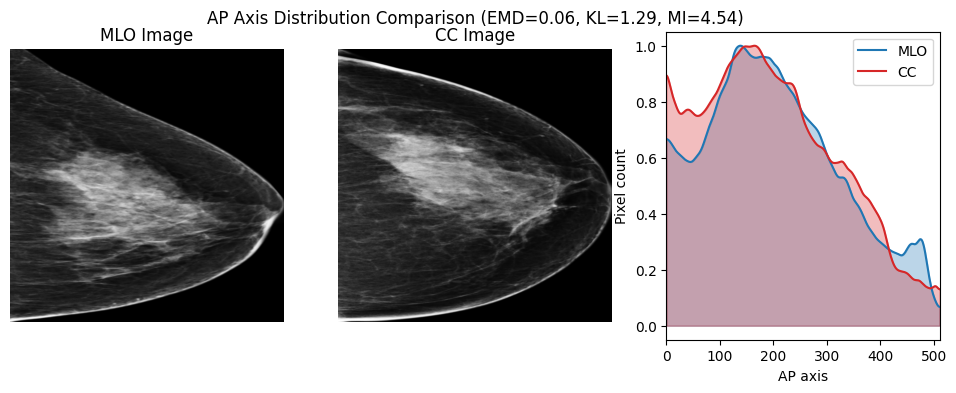 AP Axis Distribution Comparison (EMD=0.06, KL=1.29, MI=4.54)
MLO Image
CC Image
MLO
CC
1.0
0.8
0.6
0.4
0.2
0.0
Pixel count
0 100 200 300 400 500
AP axis